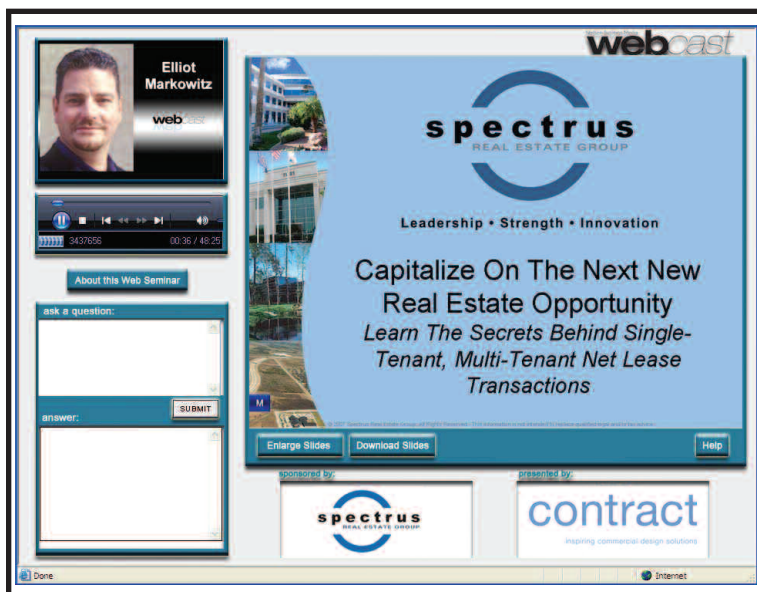 webcast
Elliot
Markowitz
webcast
3437656 00:36 / 48:25
About this Web Seminar
ask a question:
SUBMIT
answer:
spectrus
REAL ESTATE GROUP
Leadership • Strength • Innovation
Capitalize On The Next New
Real Estate Opportunity
Learn The Secrets Behind Single-
Tenant, Multi-Tenant Net Lease
Transactions
M
Enlarge Slides Download Slides Help
sponsored by:
spectrus
REAL ESTATE GROUP
presented by:
contract
inspiring commercial design solutions
Done Internet